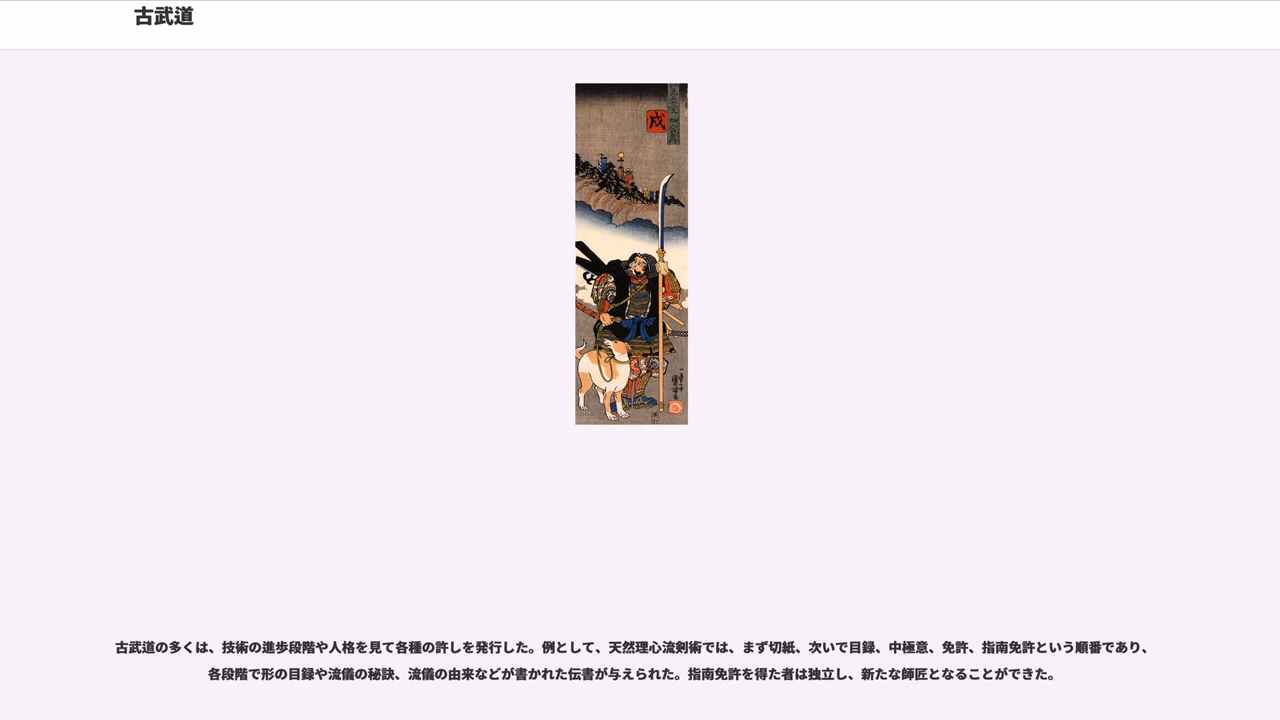 古武道
戌
古武道の多くは、技術の進歩段階や人格を見て各種の許しを発行した。例として、天然理心流剣術では、まず切紙、次いで目録、中極意、免許、指南免許という順番であり、
各段階で形の目録や流儀の秘訣、流儀の由来などが書かれた伝書が与えられた。指南免許を得た者は独立し、新たな師匠となることができた。